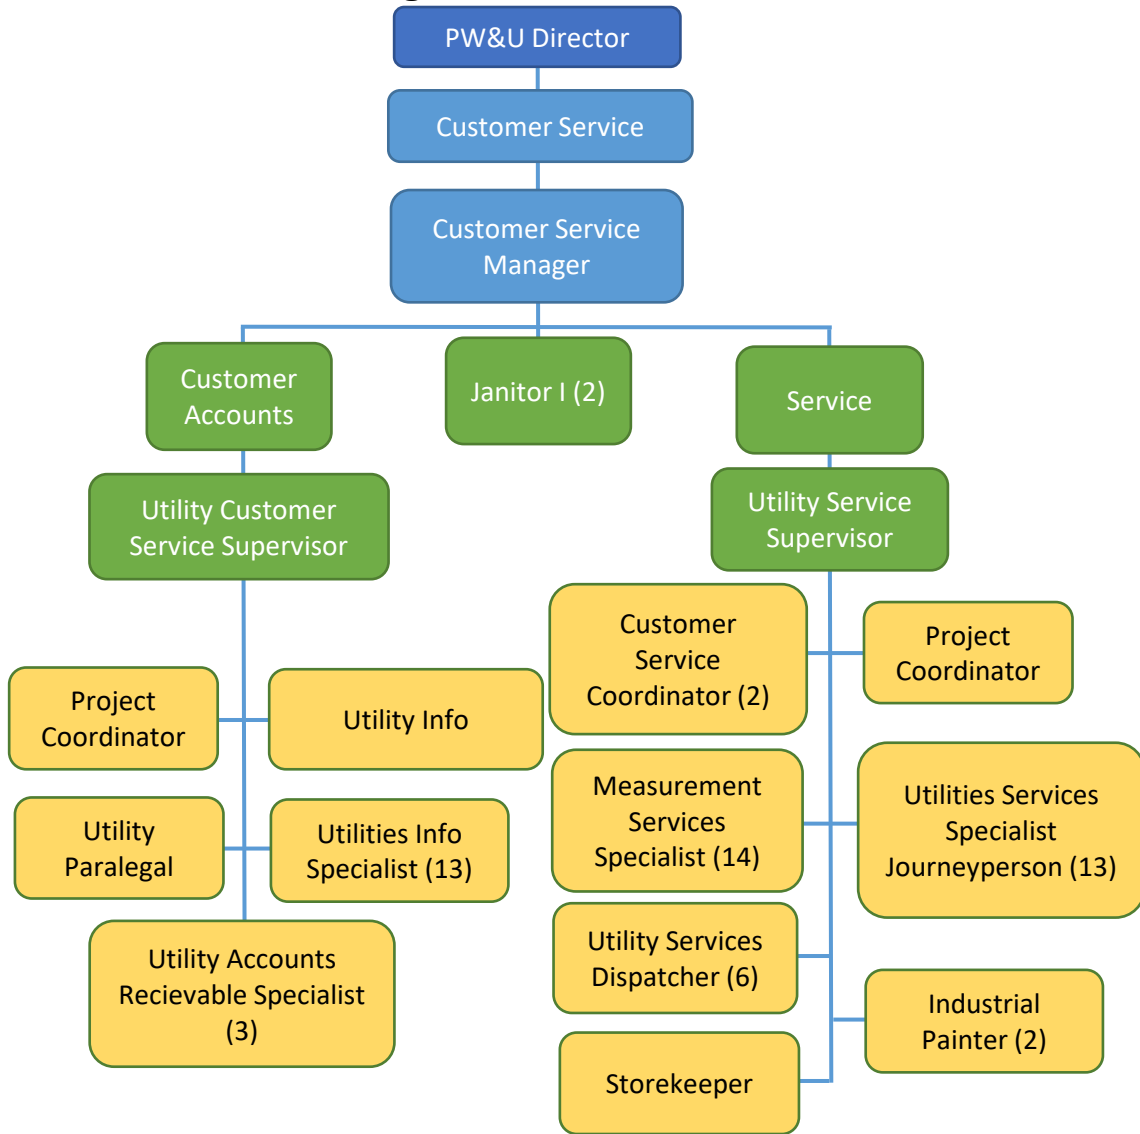 PW&U Director
Customer Service
Customer Service
Manager
Customer
Accounts
Janitor I (2)
Service
Utility Customer
Service Supervisor
Utility Service
Supervisor
Customer
Service
Coordinator (2)
Project
Coordinator
Project
Coordinator
Utility Info
Measurement
Services
Specialist (14)
Utilities Services
Specialist
Journeyperson (13)
Utility
Paralegal
Utilities Info
Specialist (13)
Utility Accounts
Recievable Specialist
(3)
Utility Services
Dispatcher (6)
Industrial
Painter (2)
Storekeeper